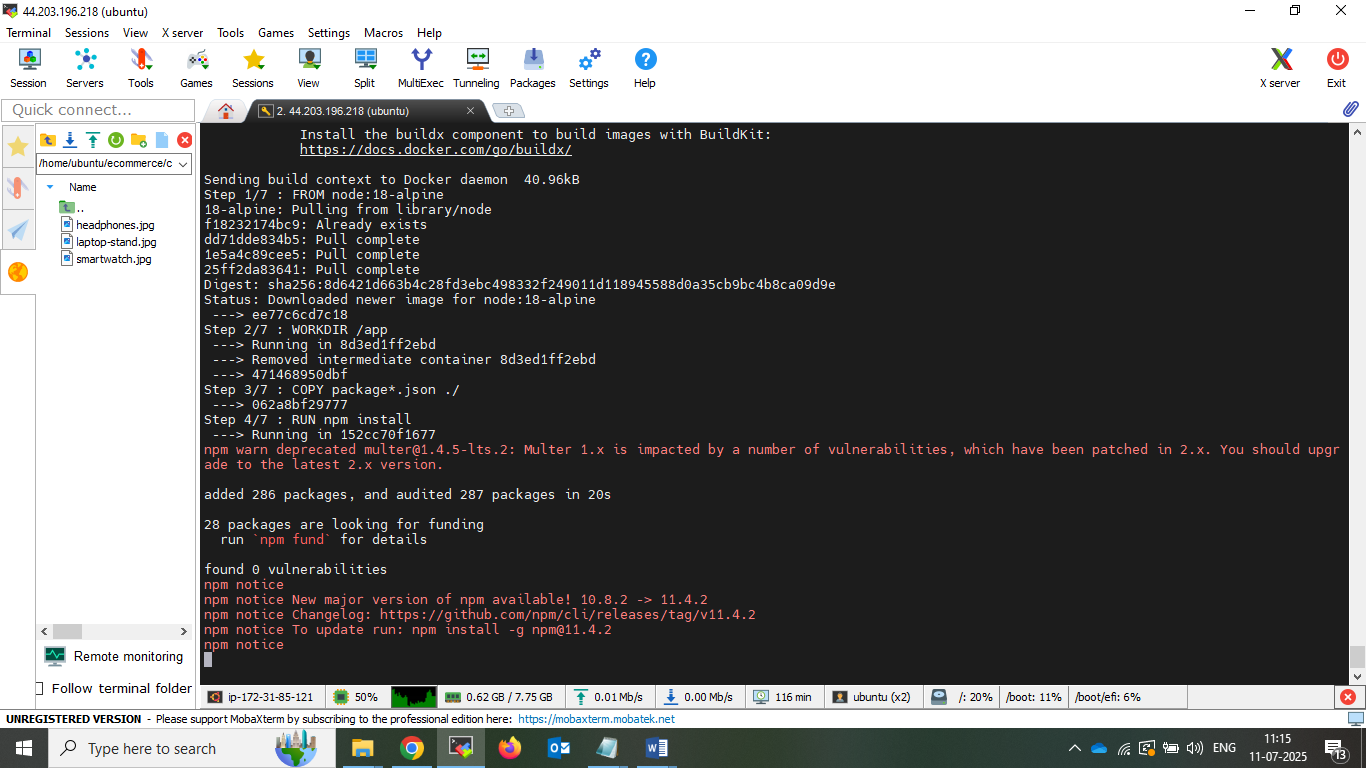 44.203.196.218 (ubuntu)
Terminal Sessions View X server Tools Games Settings Macros Help
Session Servers Tools Games Sessions View Split MultiExec Tunneling Packages Settings Help X server Exit
Quick connect...
2. 44.203.196.218 (ubuntu)
/home/ubuntu/ecommerce/c
Name
..
headphones.jpg
laptop-stand.jpg
smartwatch.jpg
Remote monitoring
Follow terminal folder
Install the buildx component to build images with BuildKit:
https://docs.docker.com/go/buildx/
Sending build context to Docker daemon  40.96kB
Step 1/7 : FROM node:18-alpine
18-alpine: Pulling from library/node
f18232174bc9: Already exists
dd71dde834b5: Pull complete
1e5a4c89cee5: Pull complete
25ff2da83641: Pull complete
Digest: sha256:8d6421d663b4c28fd3ebc498332f249011d118945588d0a35cb9bc4b8ca09d9e
Status: Downloaded newer image for node:18-alpine
---> ee77c6cd7c18
Step 2/7 : WORKDIR /app
---> Running in 8d3ed1ff2ebd
---> Removed intermediate container 8d3ed1ff2ebd
---> 471468950dbf
Step 3/7 : COPY package*.json ./
---> 062a8bf29777
Step 4/7 : RUN npm install
---> Running in 152cc70f1677
npm warn deprecated multer@1.4.5-lts.2: Multer 1.x is impacted by a number of vulnerabilities, which have been patched in 2.x. You should upgr
ade to the latest 2.x version.
added 286 packages, and audited 287 packages in 20s
28 packages are looking for funding
run `npm fund` for details
found 0 vulnerabilities
npm notice
npm notice New major version of npm available! 10.8.2 -> 11.4.2
npm notice Changelog: https://github.com/npm/cli/releases/tag/v11.4.2
npm notice To update run: npm install -g npm@11.4.2
npm notice
ip-172-31-85-121 50% 0.62 GB / 7.75 GB 0.01 Mb/s 0.00 Mb/s 116 min ubuntu (x2) /: 20% /boot: 11% /boot/efi: 6%
UNREGISTERED VERSION - Please support MobaXterm by subscribing to the professional edition here: https://mobaxterm.mobatek.net
Type here to search
ENG
11:15
11-07-2025
13